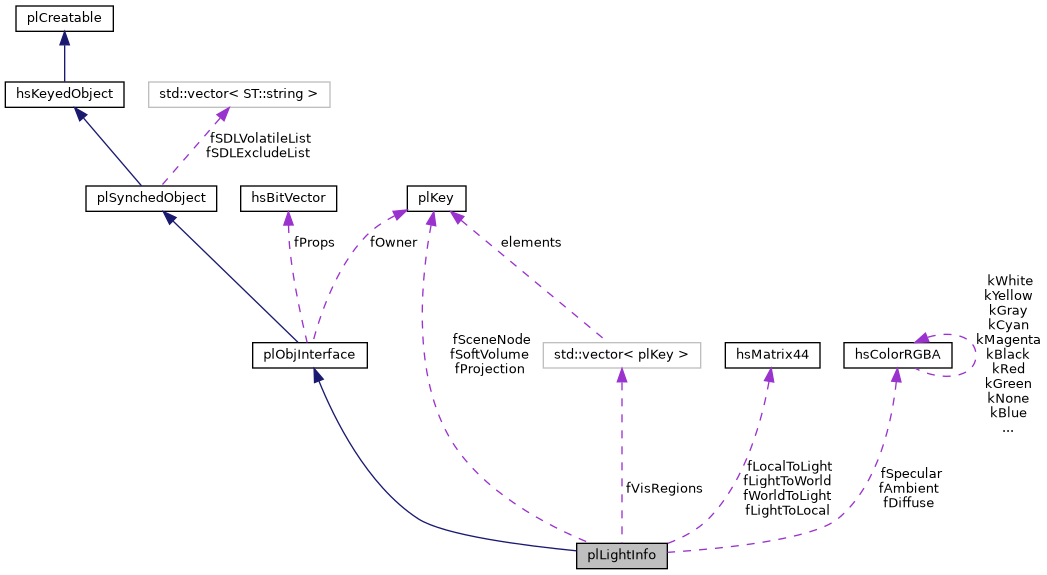 plCreatable
hsKeyedObject
std::vector< ST::string >
fSDLVolatileList
fSDLExcludeList
plSynchedObject
hsBitVector
plKey
fProps
fOwner
elements
kWhite
kYellow
kGray
kCyan
kMagenta
kBlack
kRed
kGreen
kNone
kBlue
...
fSceneNode
fSoftVolume
fProjection
plObjInterface
std::vector< plKey >
hsMatrix44
hsColorRGBA
fVisRegions
fLocalToLight
fLightToWorld
fWorldToLight
fLightToLocal
fSpecular
fAmbient
fDiffuse
plLightInfo